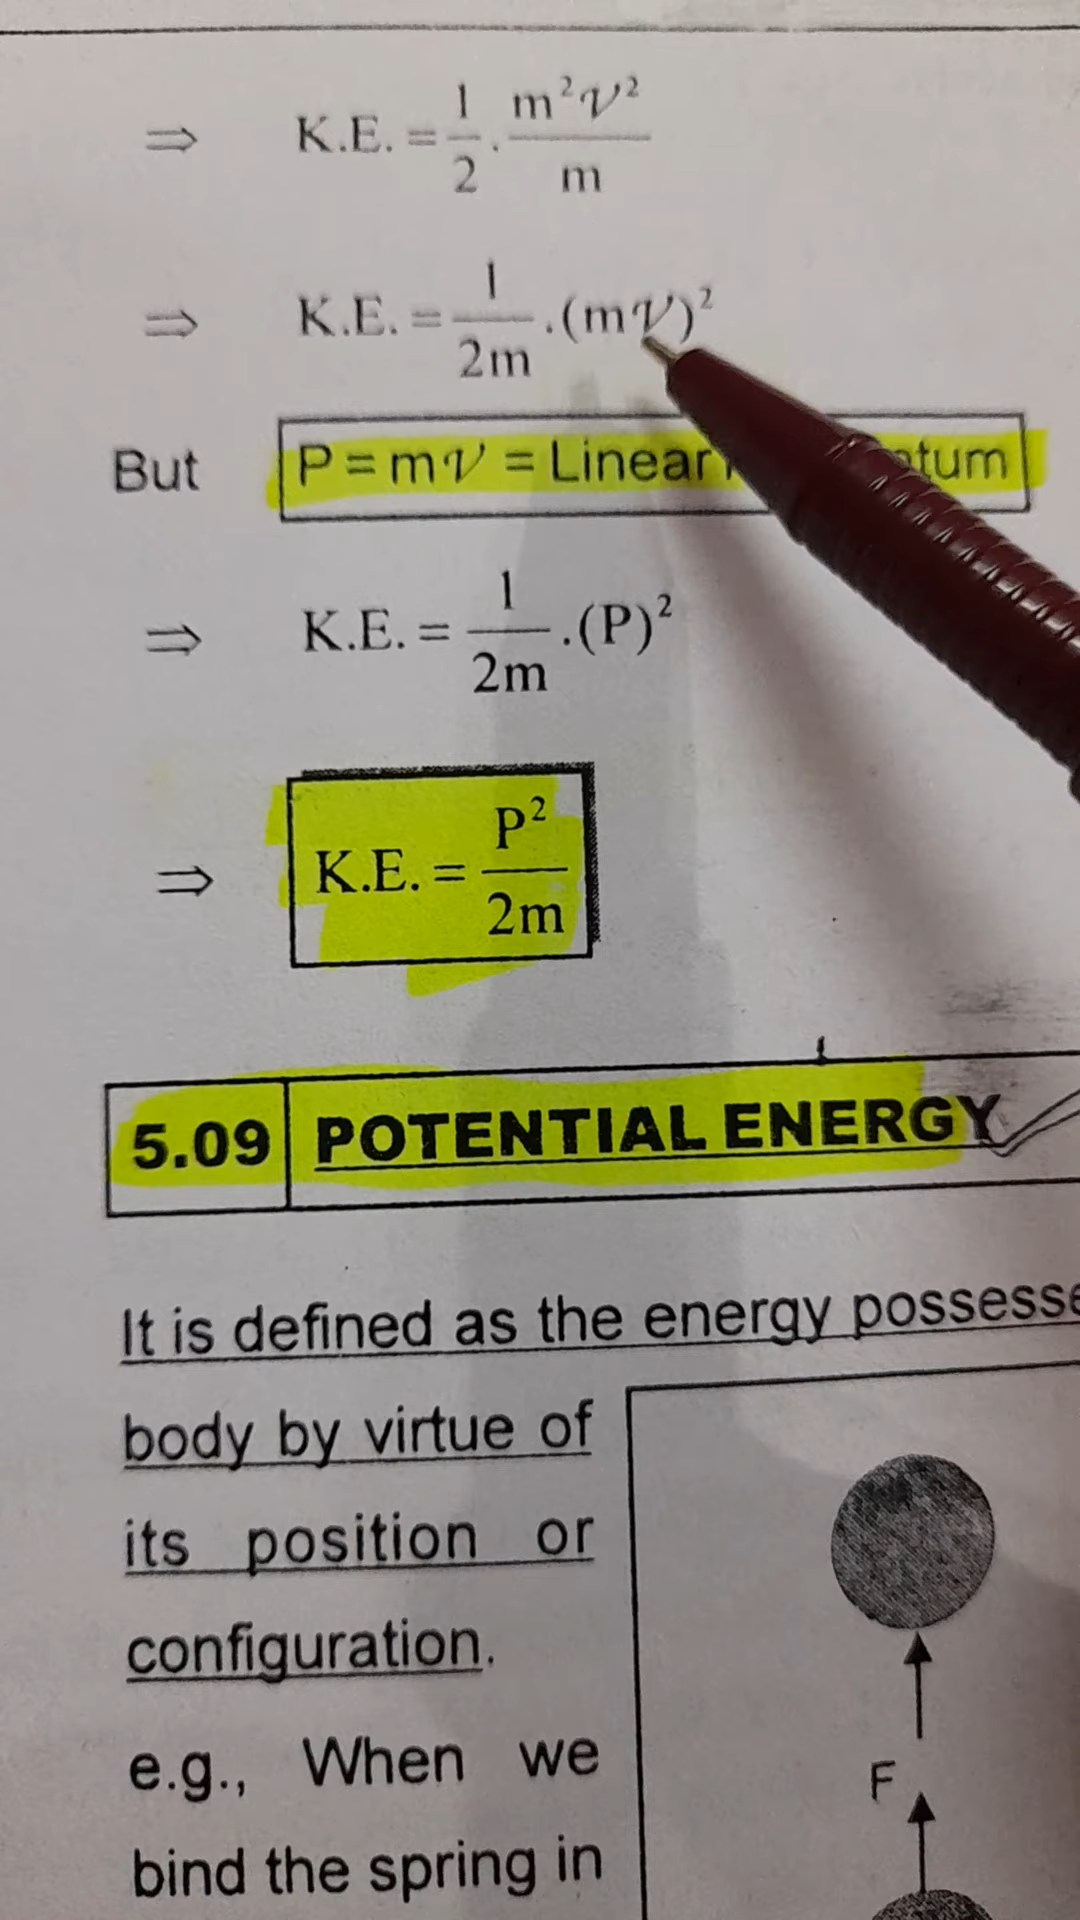 ⇒ K.E. = 1/2 . m²v²/m
⇒ K.E. = 1/2m .(mv)²
But P = mv = Linear
⇒ K.E. = 1/2m .(P)²
⇒ K.E. = P²/2m
5.09 POTENTIAL ENERGY
It is defined as the energy
body by virtue of
its position or
configuration.
e.g., When we
bind the spring in
F